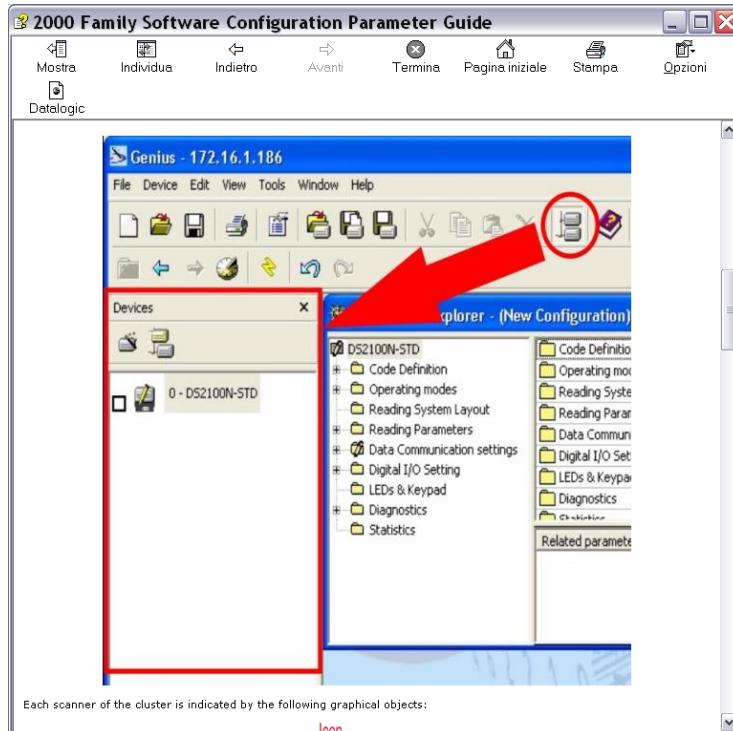 2000 Family Software Configuration Parameter Guide
Mostra Individua Indietro Avanti Termina Pagina iniziale Stampa Opzioni
Datalogic
Genius - 172.16.1.186
File Device Edit View Tools Window Help
Devices x
0 - DS2100N-STD
plorer - (New Configuration)
DS2100N-STD
Code Definition
Operating modes
Reading System Layout
Reading Parameters
Data Communication settings
Digital I/O Setting
LEDs & Keypad
Diagnostics
Statistics
Code Definitio
Operating mo
Reading Syste
Reading Parar
Data Commun
Digital I/O Set
LEDs & Keypa
Diagnostics
Related paramete
Each scanner of the cluster is indicated by the following graphical objects:
Icon